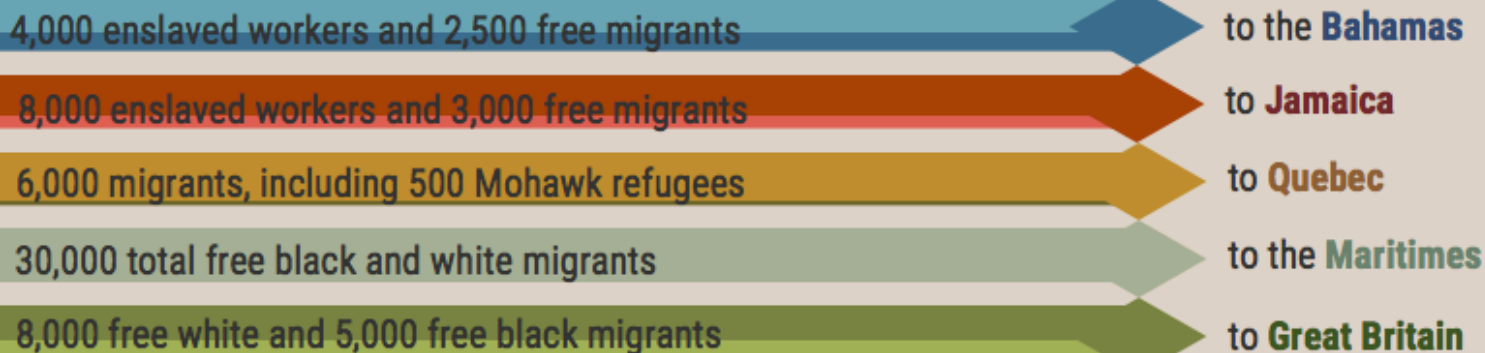 4,000 enslaved workers and 2,500 free migrants to the Bahamas
8,000 enslaved workers and 3,000 free migrants to Jamaica
6,000 migrants, including 500 Mohawk refugees to Quebec
30,000 total free black and white migrants to the Maritimes
8,000 free white and 5,000 free black migrants to Great Britain